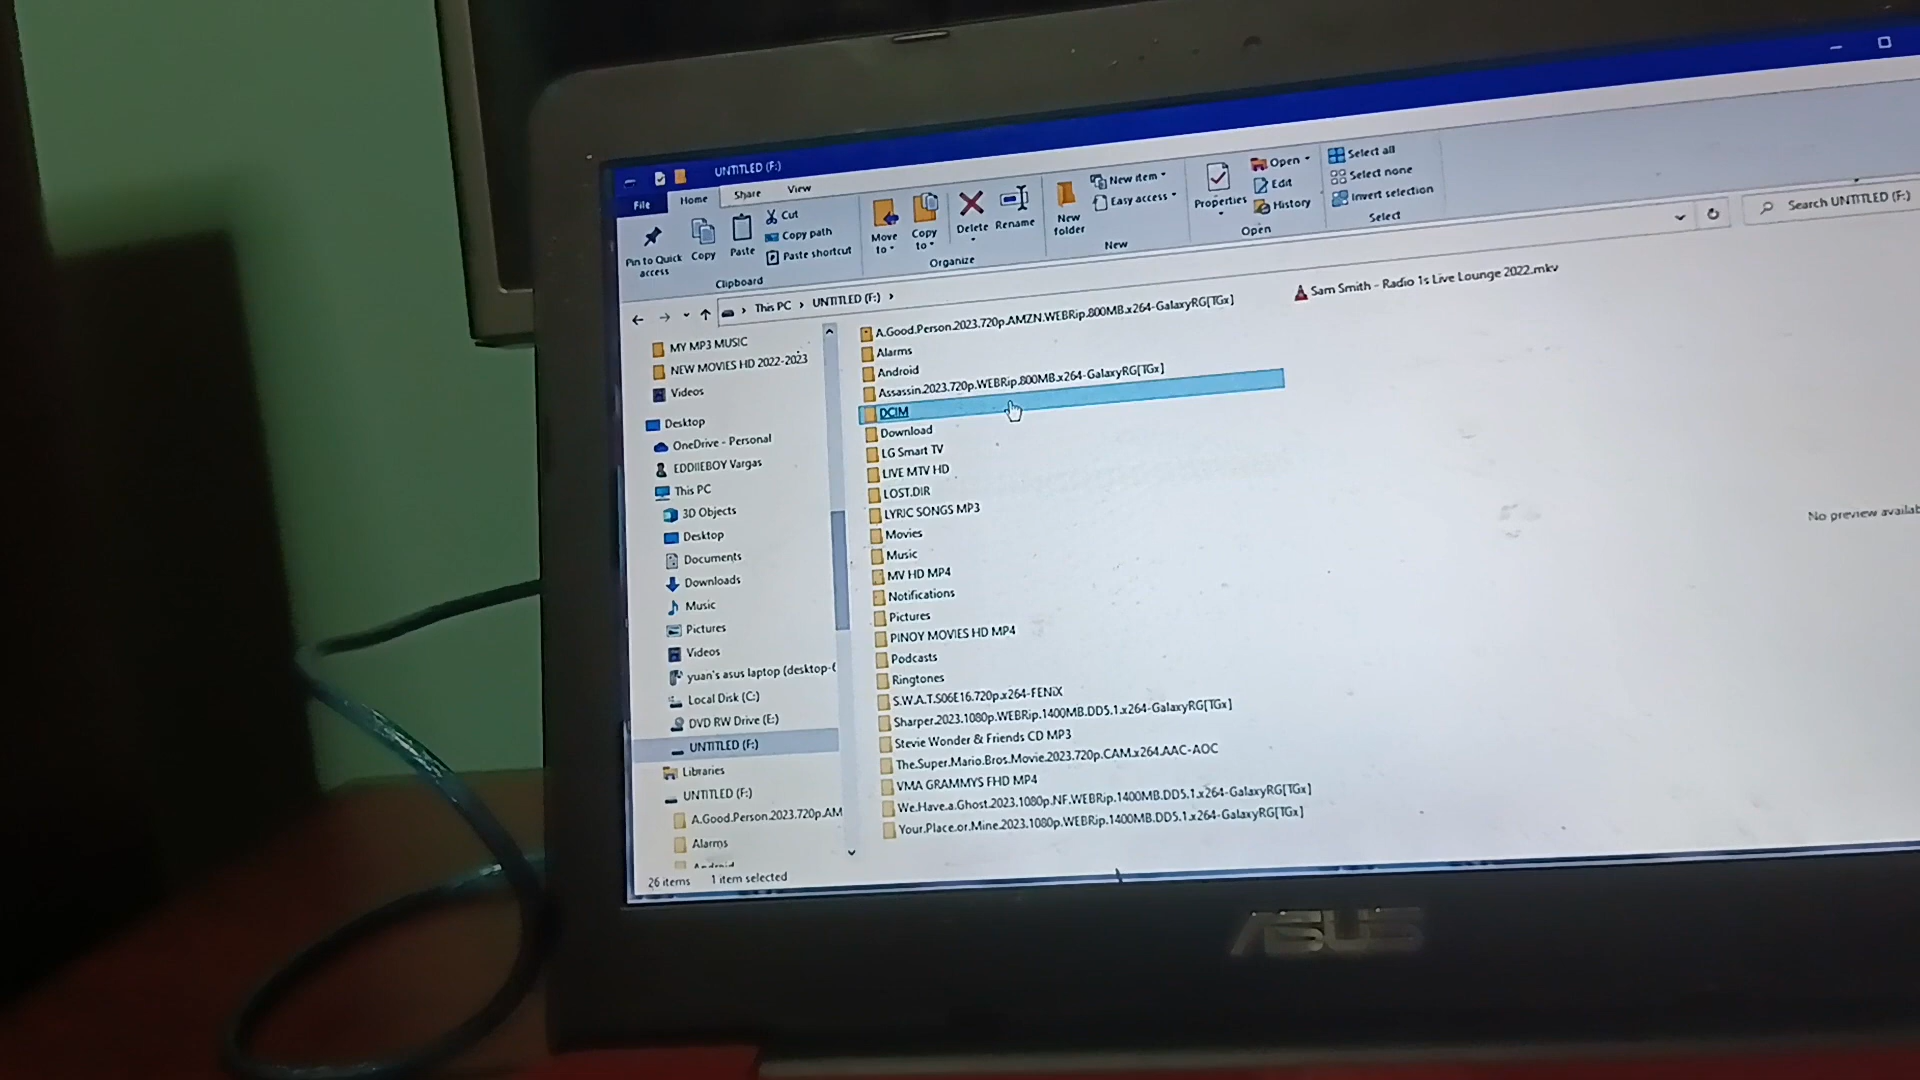 UNTITLED (F:)
File
Home
Share
View
Pin to Quick access
Copy
Paste
Cut
Copy path
Paste shortcut
Clipboard
Move to
Copy to
Delete
Rename
Organize
New folder
New item
Easy access
New
Properties
Open
Edit
History
Open
Select all
Select none
Invert selection
Select
This PC > UNTITLED (F:) >
Search UNTITLED (F:)
MY MP3 MUSIC
NEW MOVIES HD 2022-2023
Videos
Desktop
OneDrive - Personal
EDDIIEBOY Vargas
This PC
3D Objects
Desktop
Documents
Downloads
Music
Pictures
Videos
yuan's asus laptop (desktop-
Local Disk (C:)
DVD RW Drive (E:)
UNTITLED (F:)
Libraries
UNTITLED (F:)
A.Good.Person.2023.720p.AM
Alarms
A.Good.Person.2023.720p.AMZN.WEBRip.800MB.x264-GalaxyRG[TGx]
Alarms
Android
Assassin.2023.720p.WEBRip.800MB.x264-GalaxyRG[TGx]
DCIM
Download
LG Smart TV
LIVE MTV HD
LOST.DIR
LYRIC SONGS MP3
Movies
Music
MV HD MP4
Notifications
Pictures
PINOY MOVIES HD MP4
Podcasts
Ringtones
S.W.A.T.S06E16.720p.x264-FENiX
Sharper.2023.1080p.WEBRip.1400MB.DD5.1.x264-GalaxyRG[TGx]
Stevie Wonder & Friends CD MP3
The.Super.Mario.Bros.Movie.2023.720p.CAM.x264.AAC-AOC
VMA GRAMMYS FHD MP4
We.Have.a.Ghost.2023.1080p.NF.WEBRip.1400MB.DD5.1.x264-GalaxyRG[TGx]
Your.Place.or.Mine.2023.1080p.WEBRip.1400MB.DD5.1.x264-GalaxyRG[TGx]
Sam Smith - Radio 1s Live Lounge 2022.mkv
No preview availab
26 items
1 item selected
ASUS